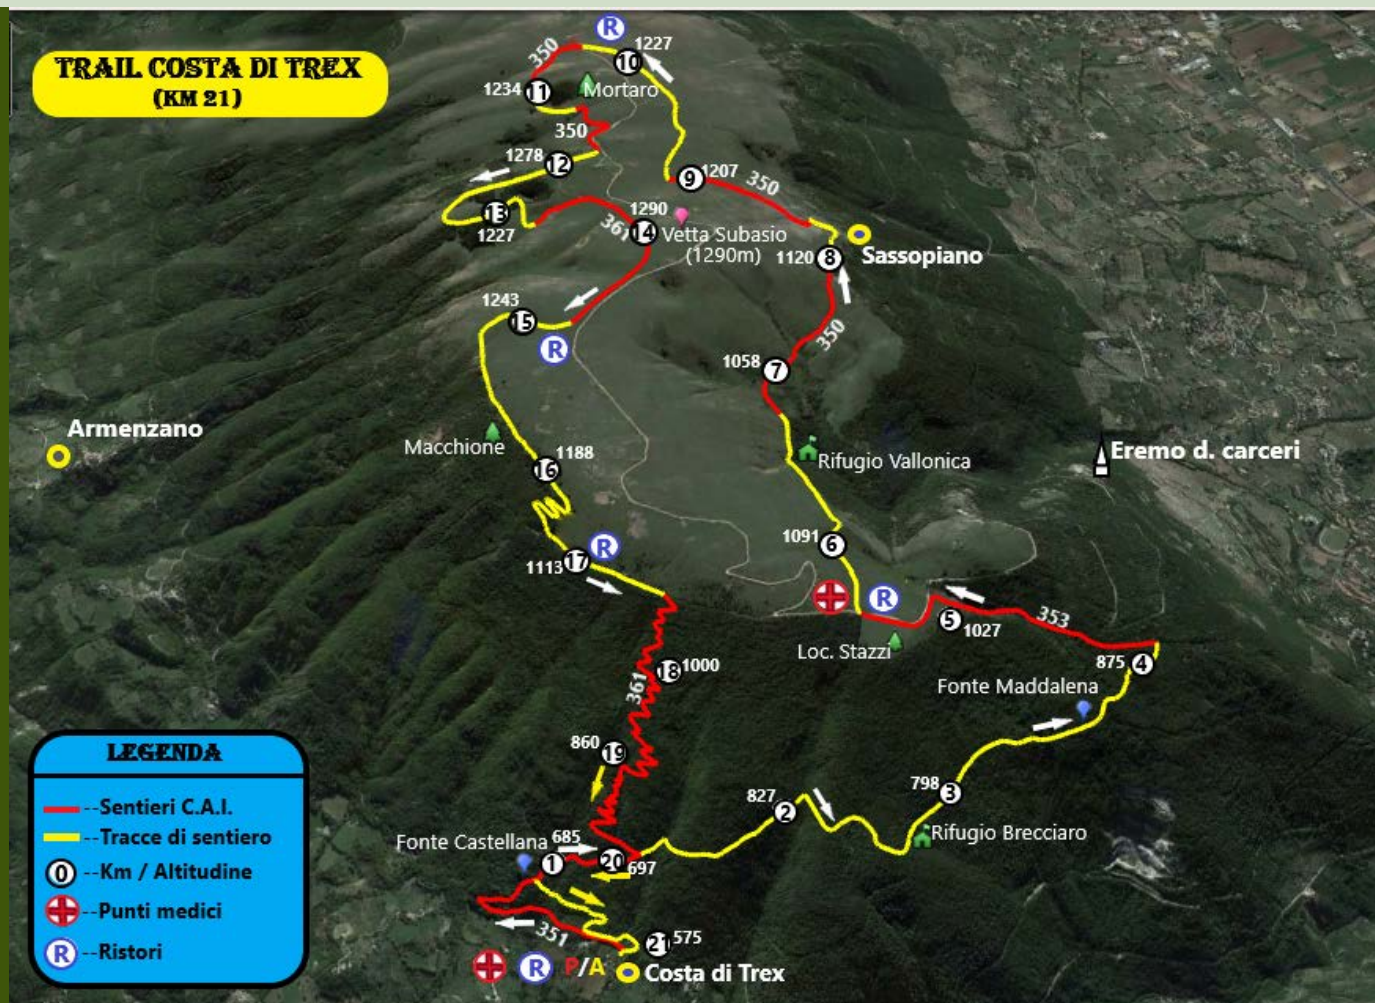 TRAIL COSTA DI TREX
(KM 21)
R
1227
10
350
1234
11
Mortaro
350
1278
12
9
1207
350
13
1227
1290
14
361
Vetta Subasio
(1290m)
Sassopiano
1120
8
1243
15
R
350
1058
7
Armenzano
Macchione
1188
16
Rifugio Vallonica
Eremo d. carceri
1091
6
R
17
1113
R
5
1027
353
Loc. Stazzi
875
4
18
1000
361
Fonte Maddalena
860
19
798
3
827
2
Rifugio Brecciaro
Fonte Castellana
685
1
20
697
351
21
575
R
P/A
Costa di Trex
LEGENDA
--Sentieri C.A.I.
--Tracce di sentiero
0
--Km / Altitudine
--Punti medici
R
--Ristori